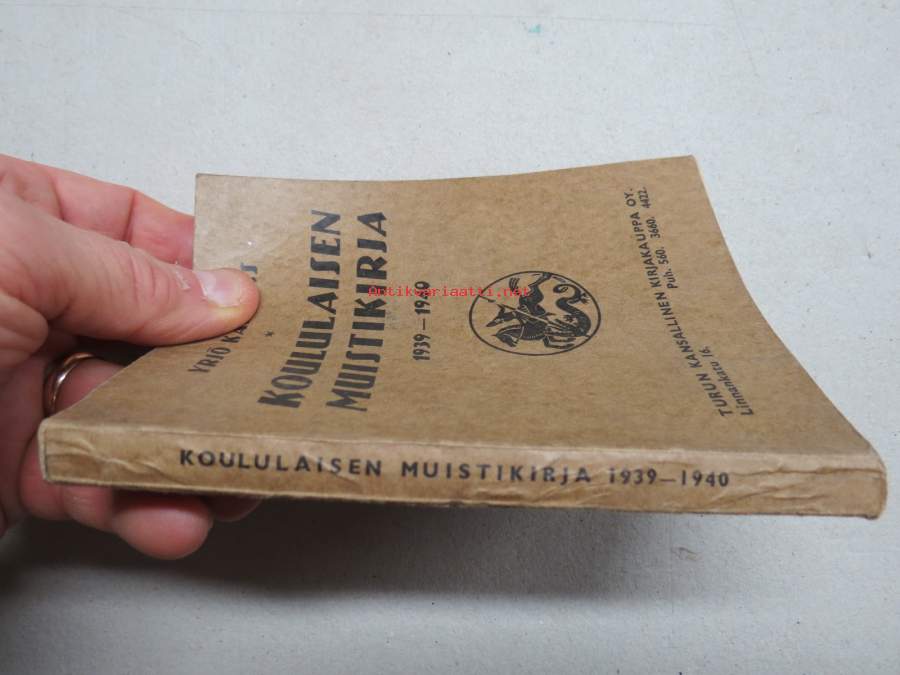 YRJÖ
KOULULAISEN
MUISTIKIRJA
1939–1940
TURUN KANSALLINEN KIRJAKAUPPA OY.
Linnankatu 16. Puh. 560. 3660. 4422.
KOULULAISEN MUISTIKIRJA 1939–1940
Antikvariaatti.net